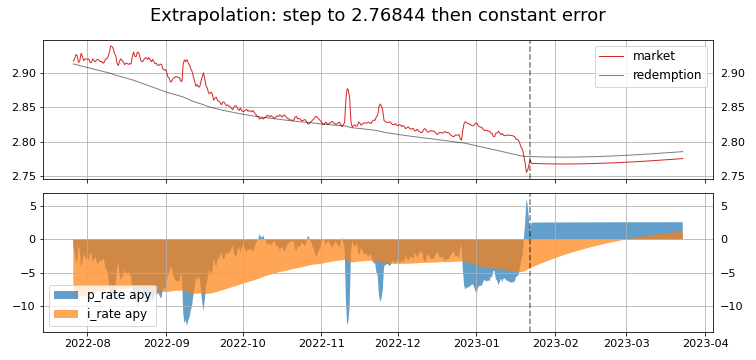 Extrapolation: step to 2.76844 then constant error
market
redemption
2.90 2.90
2.85 2.85
2.80 2.80
2.75 2.75
5 5
0 0
−5 −5
−10 −10
p_rate apy
i_rate apy
2022-08 2022-09 2022-10 2022-11 2022-12 2023-01 2023-02 2023-03 2023-04